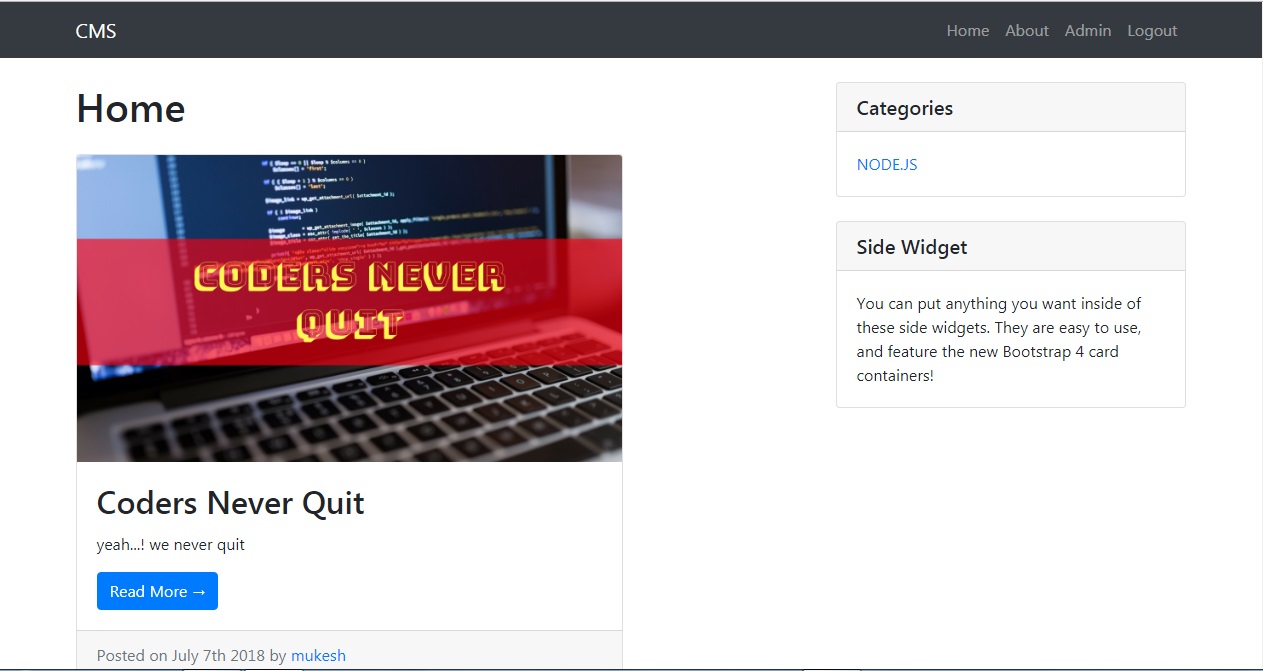 CMS
Home About Admin Logout
Home
CODERS NEVER
QUIT
Coders Never Quit
yeah...! we never quit
Read More →
Posted on July 7th 2018 by mukesh
Categories
NODE.JS
Side Widget
You can put anything you want inside of
these side widgets. They are easy to use,
and feature the new Bootstrap 4 card
containers!